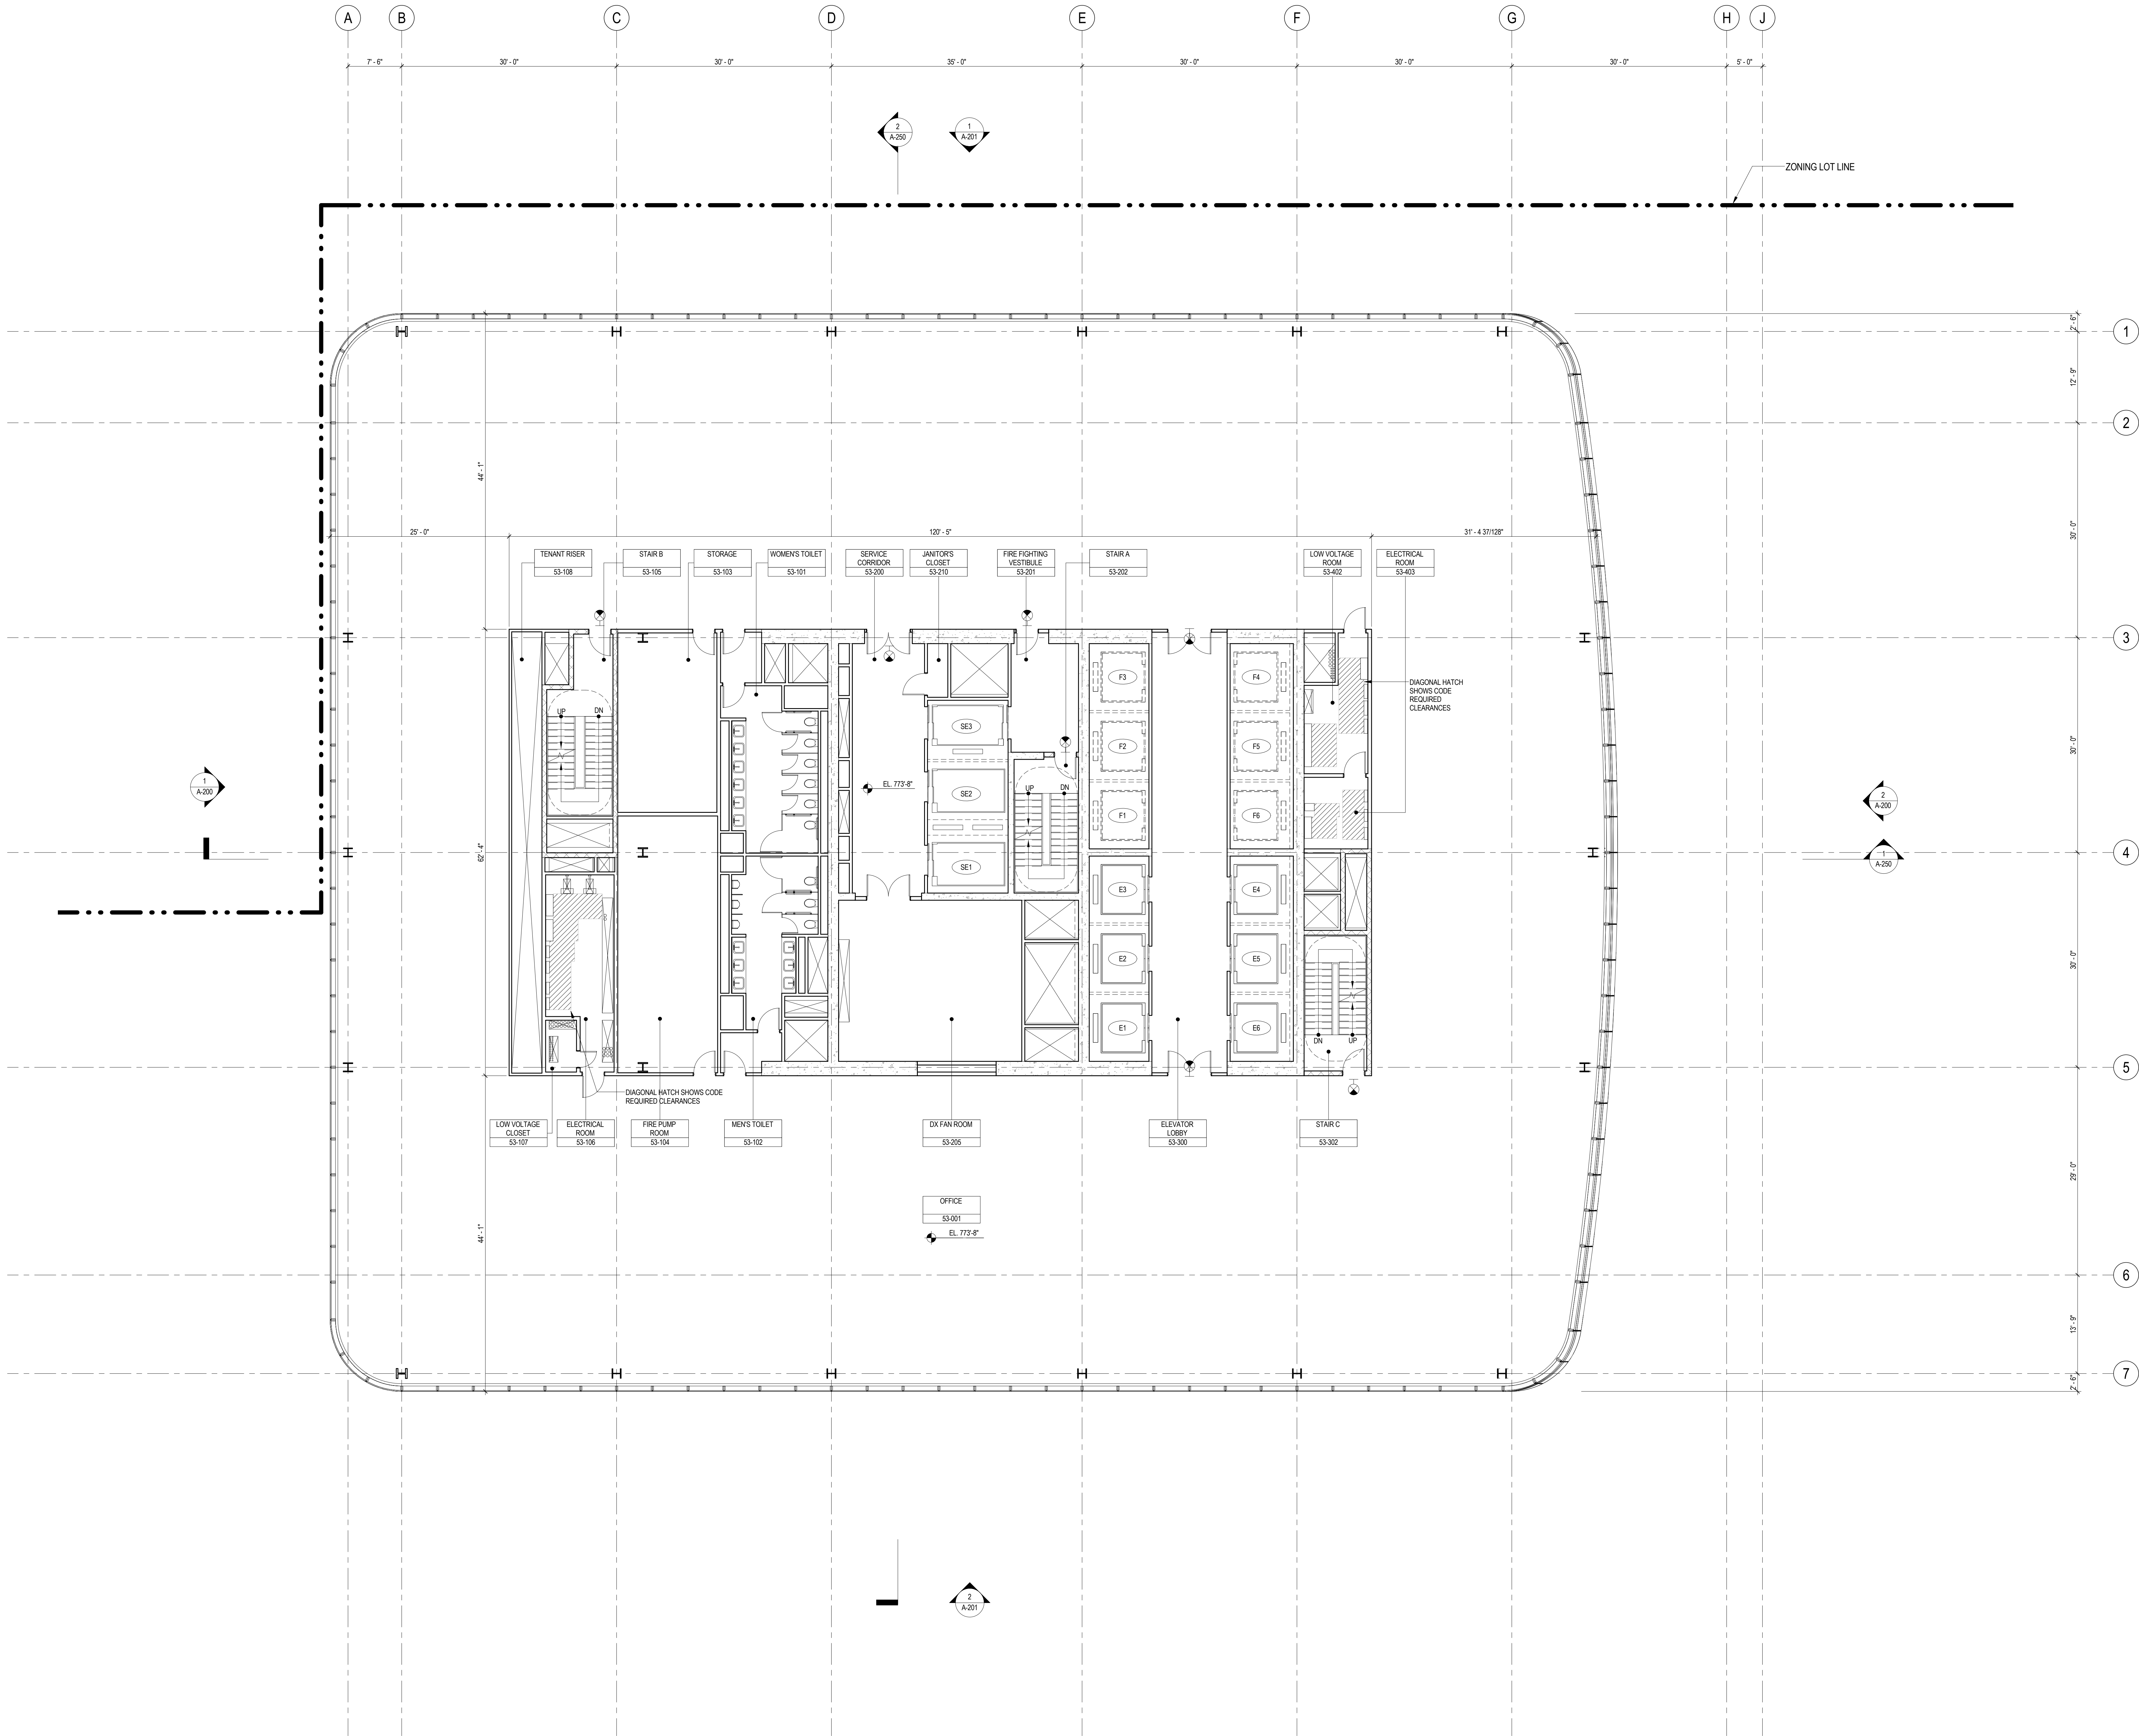 A
B
C
D
E
F
G
H
J
7' - 6"
30' - 0"
30' - 0"
35' - 0"
30' - 0"
30' - 0"
30' - 0"
5' - 0"
2
A-250
1
A-201
ZONING LOT LINE
2' - 6"
1
12' - 9"
2
44' - 1"
30' - 0"
25' - 0"
120' - 5"
31' - 4 37/128"
TENANT RISER
53-108
STAIR B
53-105
STORAGE
53-103
WOMEN'S TOILET
53-101
SERVICE
CORRIDOR
53-200
JANITOR'S
CLOSET
53-210
FIRE FIGHTING
VESTIBULE
53-201
STAIR A
53-202
LOW VOLTAGE
ROOM
53-402
ELECTRICAL
ROOM
53-403
3
F3
F4
DIAGONAL HATCH
SHOWS CODE
REQUIRED
CLEARANCES
UP
DN
SE3
F2
F5
30' - 0"
1
A-200
EL. 773'-8"
SE2
UP
DN
2
A-200
F1
F6
62' - 4"
4
1
A-250
SE1
E3
E4
E2
E5
30' - 0"
E1
E6
DN
UP
5
DIAGONAL HATCH SHOWS CODE
REQUIRED CLEARANCES
LOW VOLTAGE
CLOSET
53-107
ELECTRICAL
ROOM
53-106
FIRE PUMP
ROOM
53-104
MEN'S TOILET
53-102
DX FAN ROOM
53-205
ELEVATOR
LOBBY
53-300
STAIR C
53-302
29' - 0"
OFFICE
53-001
44' - 1"
EL. 773'-8"
6
13' - 9"
7
2' - 6"
2
A-201